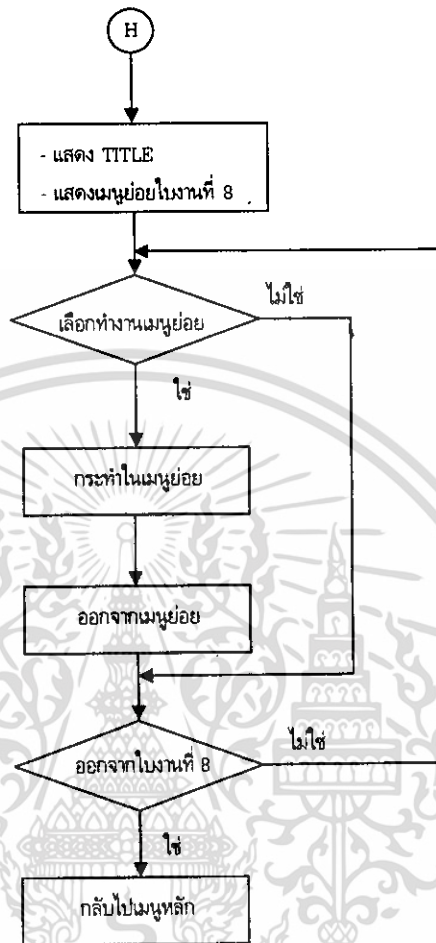 H
- แสดง TITLE
- แสดงเมนูย่อยใบงานที่ 8
เลือกทำงานเมนูย่อย
ไม่ใช่
ใช่
กระทำในเมนูย่อย
ออกจากเมนูย่อย
ออกจากใบงานที่ 8
ไม่ใช่
ใช่
กลับไปเมนูหลัก